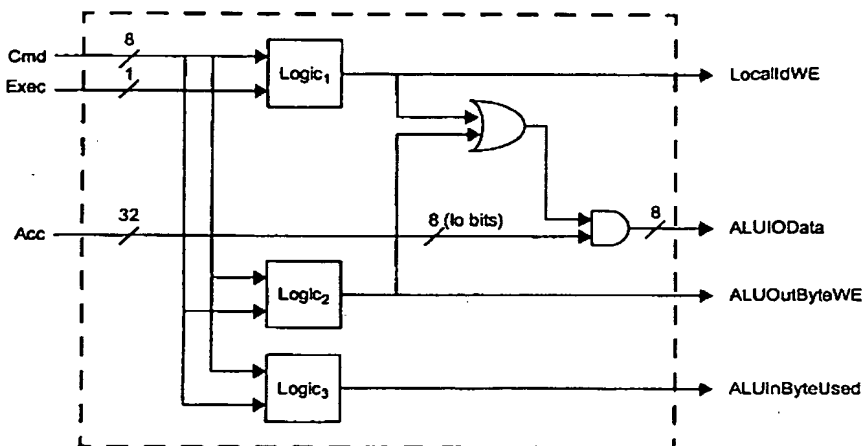 Cmd
8
Exec
1
Logic1
LocalIdWE
Acc
32
8 (lo bits)
8
ALUIOData
Logic2
ALUOutByteWE
Logic3
ALUInByteUsed